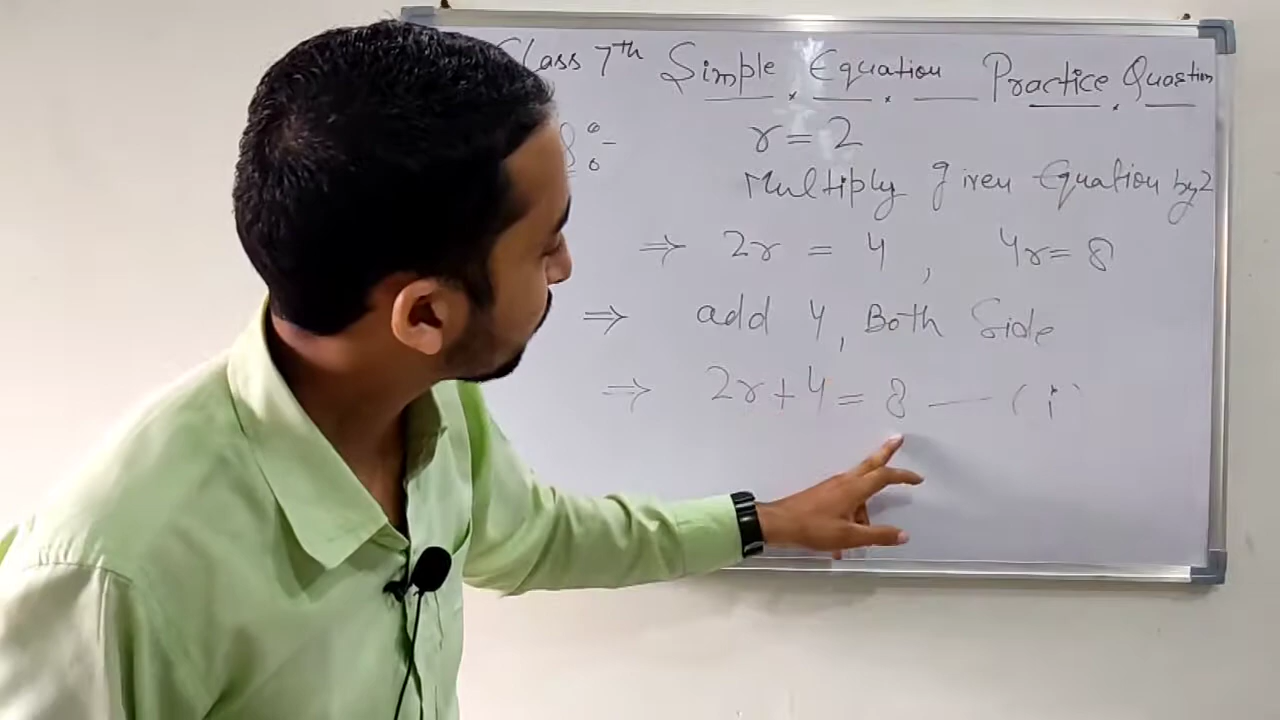 Class 7th Simple Equation Practice Question
8:-
r = 2
Multiply given Equation by 2
⇒ 2r = 4 , 4r = 8
⇒ add 4, Both Side
⇒ 2r + 4 = 8 — (i)